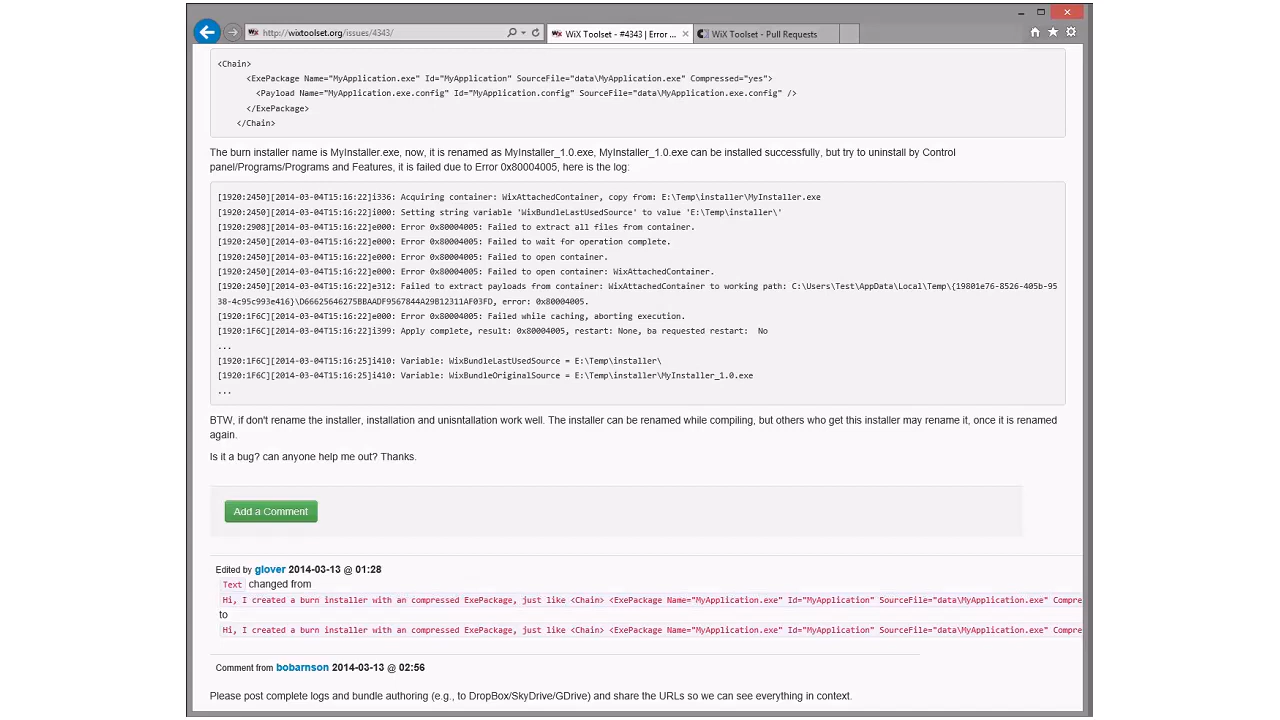 http://wixtoolset.org/issues/4343/
WiX Toolset - #4343 | Error ...
WiX Toolset - Pull Requests
<Chain>
<ExePackage Name="MyApplication.exe" Id="MyApplication" SourceFile="data\MyApplication.exe" Compressed="yes">
<Payload Name="MyApplication.exe.config" Id="MyApplication.config" SourceFile="data\MyApplication.exe.config" />
</ExePackage>
</Chain>
The burn installer name is MyInstaller.exe, now, it is renamed as MyInstaller_1.0.exe, MyInstaller_1.0.exe can be installed successfully, but try to uninstall by Control
panel/Programs/Programs and Features, it is failed due to Error 0x80004005, here is the log:
[1920:2450][2014-03-04T15:16:22]i336: Acquiring container: WixAttachedContainer, copy from: E:\Temp\installer\MyInstaller.exe
[1920:2450][2014-03-04T15:16:22]i000: Setting string variable 'WixBundleLastUsedSource' to value 'E:\Temp\installer\'
[1920:2908][2014-03-04T15:16:22]e000: Error 0x80004005: Failed to extract all files from container.
[1920:2450][2014-03-04T15:16:22]e000: Error 0x80004005: Failed to wait for operation complete.
[1920:2450][2014-03-04T15:16:22]e000: Error 0x80004005: Failed to open container.
[1920:2450][2014-03-04T15:16:22]e000: Error 0x80004005: Failed to open container: WixAttachedContainer.
[1920:2450][2014-03-04T15:16:22]e312: Failed to extract payloads from container: WixAttachedContainer to working path: C:\Users\Test\AppData\Local\Temp\{19801e76-8526-405b-95
38-4c95c993e416}\D66625646275BBAADF9567844A29B12311AF03FD, error: 0x80004005.
[1920:1F6C][2014-03-04T15:16:22]e000: Error 0x80004005: Failed while caching, aborting execution.
[1920:1F6C][2014-03-04T15:16:22]i399: Apply complete, result: 0x80004005, restart: None, ba requested restart:  No
...
[1920:1F6C][2014-03-04T15:16:25]i410: Variable: WixBundleLastUsedSource = E:\Temp\installer\
[1920:1F6C][2014-03-04T15:16:25]i410: Variable: WixBundleOriginalSource = E:\Temp\installer\MyInstaller_1.0.exe
...
BTW, if don't rename the installer, installation and unisntallation work well. The installer can be renamed while compiling, but others who get this installer may rename it, once it is renamed
again.
Is it a bug? can anyone help me out? Thanks.
Add a Comment
Edited by glover 2014-03-13 @ 01:28
Text changed from
Hi, I created a burn installer with an compressed ExePackage, just like <Chain> <ExePackage Name="MyApplication.exe" Id="MyApplication" SourceFile="data\MyApplication.exe" Compre
to
Hi, I created a burn installer with an compressed ExePackage, just like <Chain> <ExePackage Name="MyApplication.exe" Id="MyApplication" SourceFile="data\MyApplication.exe" Compre
Comment from bobarnson 2014-03-13 @ 02:56
Please post complete logs and bundle authoring (e.g., to DropBox/SkyDrive/GDrive) and share the URLs so we can see everything in context.